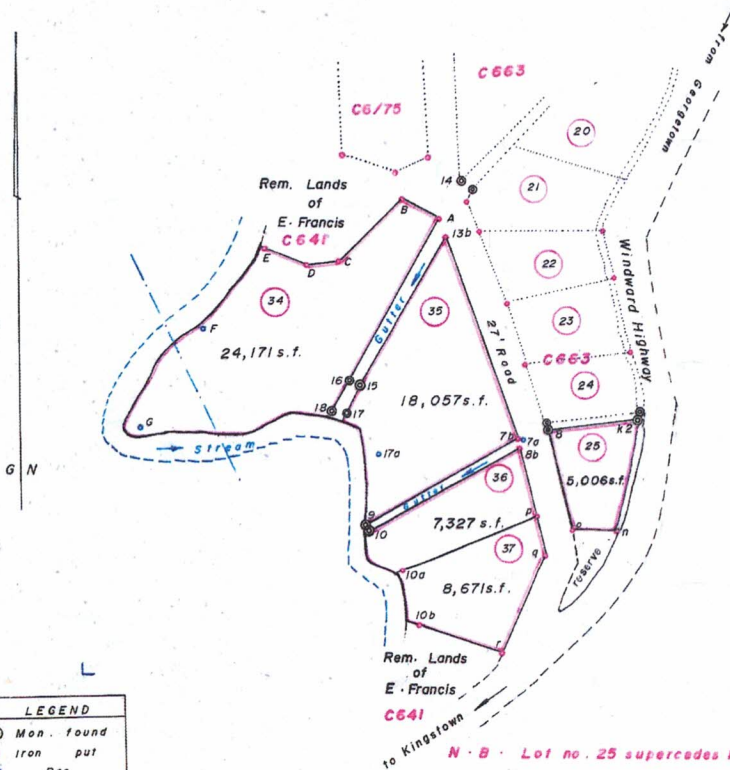 from Georgetown
C663
C6/75
20
14
21
Rem. Lands
of
E. Francis
C641
B
A
13b
E
D
C
22
Windward Highway
34
35
Gutter
F
23
24,171 s.f.
27' Road
C663
24
16
15
18
17
18,057 s.f.
G
Stream
8
k2
25
7b
7a
8b
17a
5,006 s.f.
G N
36
Gutter
9
10
7,327 s.f.
p
o
n
37
q
10a
8,671 s.f.
reserve
10b
r
Rem. Lands
of
E. Francis
C641
L
LEGEND
Mon. found
Iron put
to Kingstown
N.B. Lot no. 25 supercedes